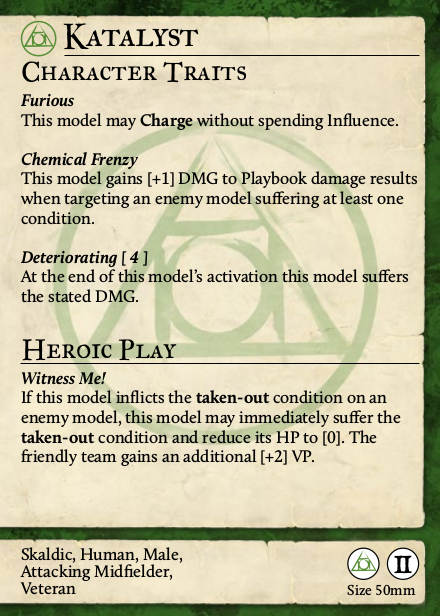 Katalyst
Character Traits
Furious
This model may Charge without spending Influence.
Chemical Frenzy
This model gains [+1] DMG to Playbook damage results
when targeting an enemy model suffering at least one
condition.
Deteriorating [ 4 ]
At the end of this model's activation this model suffers
the stated DMG.
Heroic Play
Witness Me!
If this model inflicts the taken-out condition on an
enemy model, this model may immediately suffer the
taken-out condition and reduce its HP to [0]. The
friendly team gains an additional [+2] VP.
Skaldic, Human, Male,
Attacking Midfielder,
Veteran
II
Size 50mm